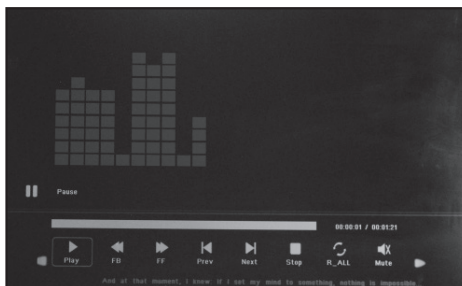 Pause
00:00:01 / 00:01:21
Play FB FF Prev Next Stop R_ALL Mute
And at that moment, I knew if I set my mind to something, nothing is impossible